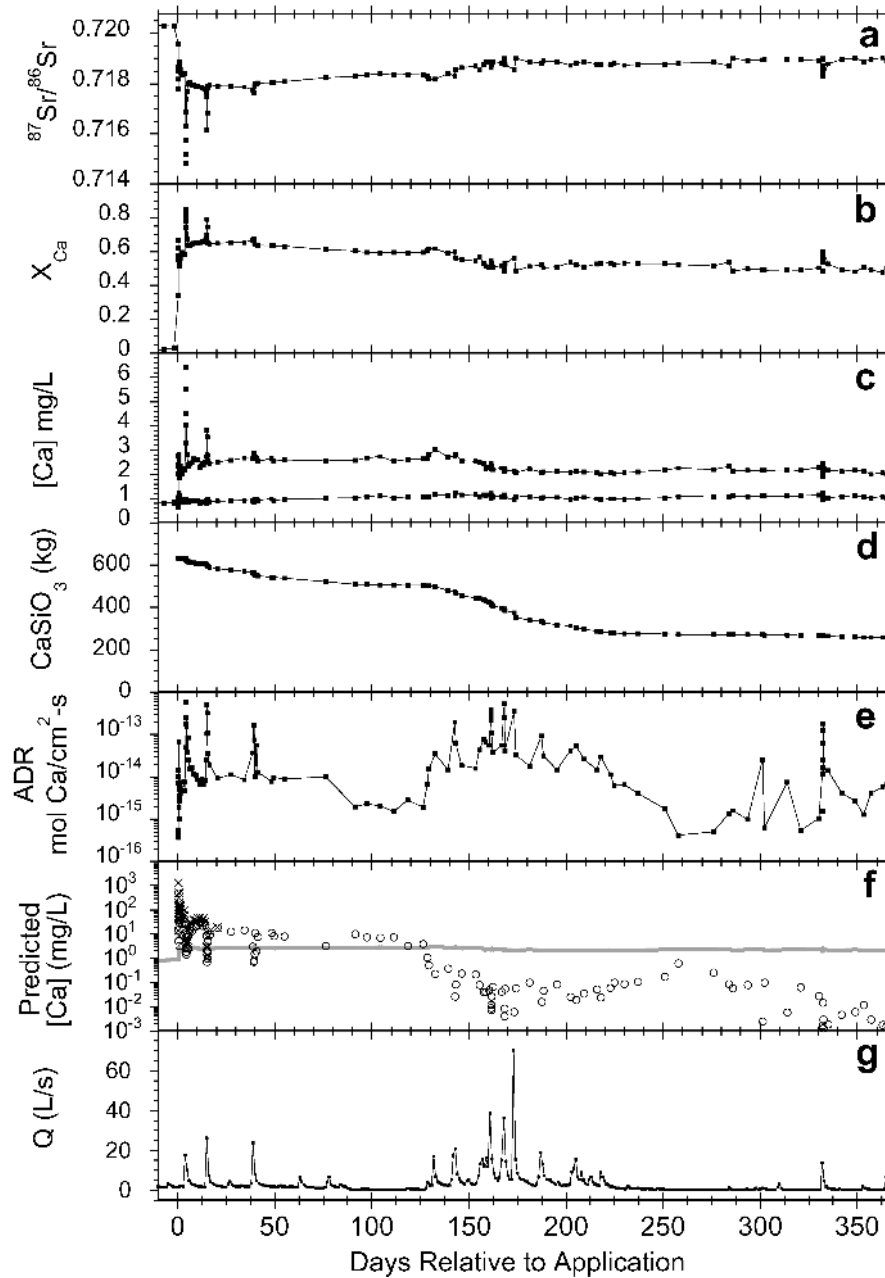 a
0.720
0.718
0.716
0.714
87Sr/86Sr
b
0.8
0.6
0.4
0.2
0
XCa
c
6
5
4
3
2
1
0
[Ca] mg/L
d
600
400
200
0
CaSiO3 (kg)
e
10-13
10-14
10-15
10-16
ADR
mol Ca/cm2-s
f
103
102
101
100
10-1
10-2
10-3
Predicted
[Ca] (mg/L)
g
60
40
20
0
Q (L/s)
0 50 100 150 200 250 300 350
Days Relative to Application